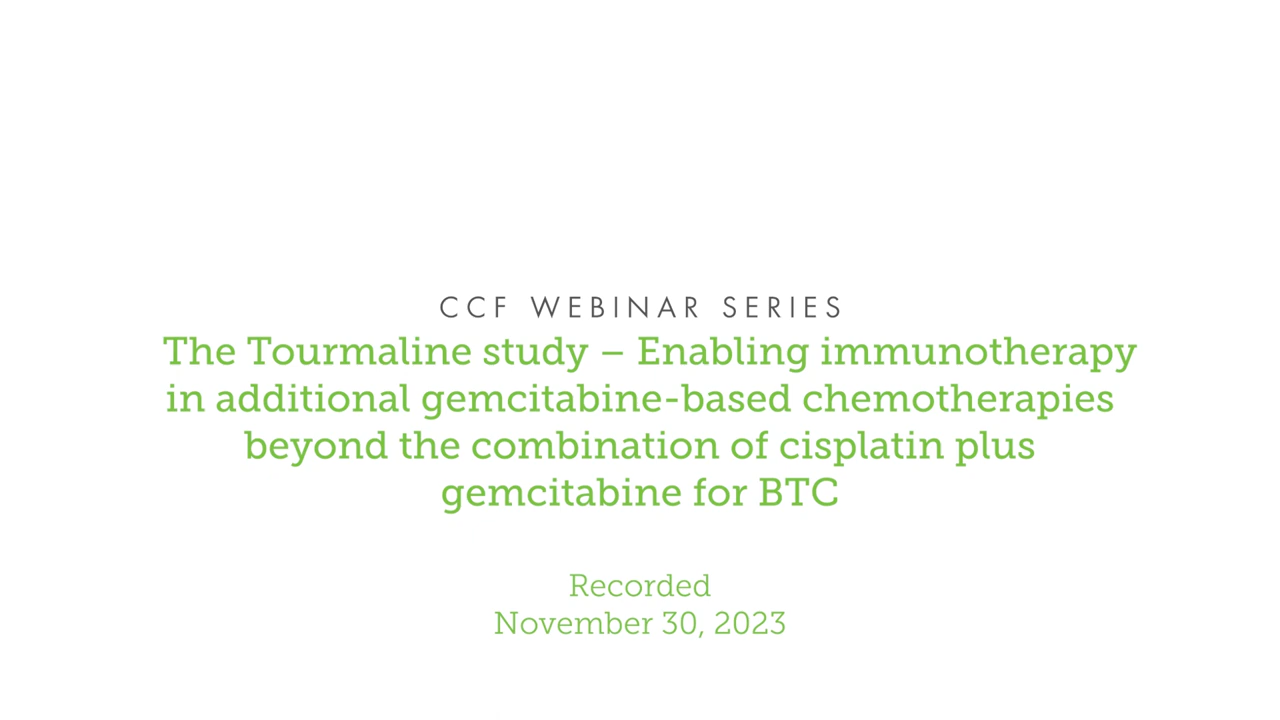 CCF WEBINAR SERIES
The Tourmaline study – Enabling immunotherapy
in additional gemcitabine-based chemotherapies
beyond the combination of cisplatin plus
gemcitabine for BTC
Recorded
November 30, 2023